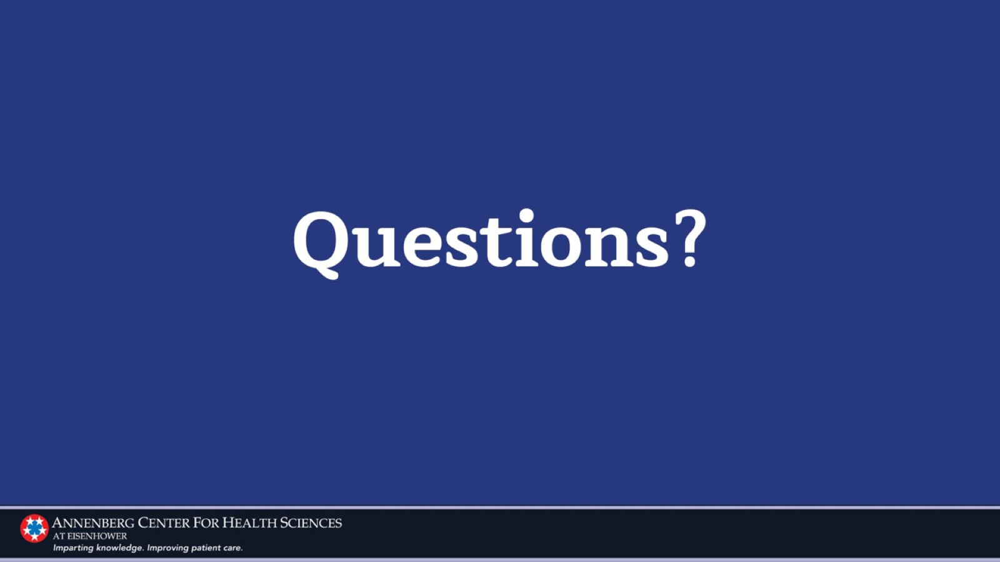 Questions?
ANNENBERG CENTER FOR HEALTH SCIENCES
AT EISENHOWER
Imparting knowledge. Improving patient care.